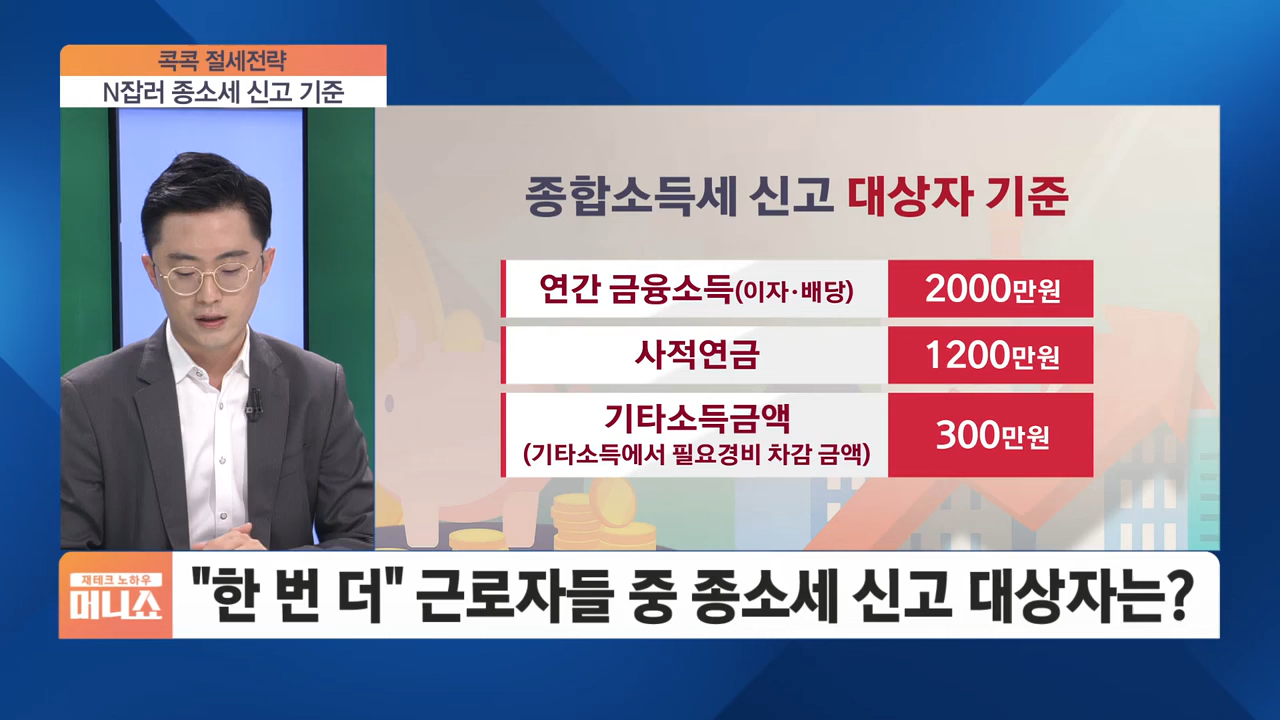 콕콕 절세전략
N잡러 종소세 신고 기준
종합소득세 신고 대상자 기준
연간 금융소득(이자·배당) 2000만원
사적연금 1200만원
기타소득금액
(기타소득에서 필요경비 차감 금액)
300만원
재테크 노하우
머니쇼
"한 번 더" 근로자들 중 종소세 신고 대상자는?